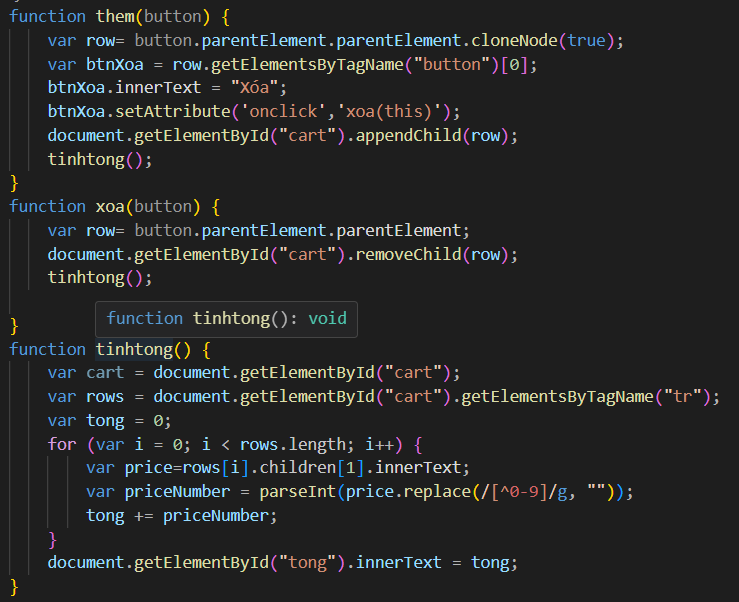 function them(button) {
    var row= button.parentElement.parentElement.cloneNode(true);
    var btnXoa = row.getElementsByTagName("button")[0];
    btnXoa.innerText = "Xóa";
    btnXoa.setAttribute('onclick','xoa(this)');
    document.getElementById("cart").appendChild(row);
    tinhtong();
}
function xoa(button) {
    var row= button.parentElement.parentElement;
    document.getElementById("cart").removeChild(row);
    tinhtong();
function tinhtong(): void
}
function tinhtong() {
    var cart = document.getElementById("cart");
    var rows = document.getElementById("cart").getElementsByTagName("tr");
    var tong = 0;
    for (var i = 0; i < rows.length; i++) {
        var price=rows[i].children[1].innerText;
        var priceNumber = parseInt(price.replace(/[^0-9]/g, ""));
        tong += priceNumber;
    }
    document.getElementById("tong").innerText = tong;
}